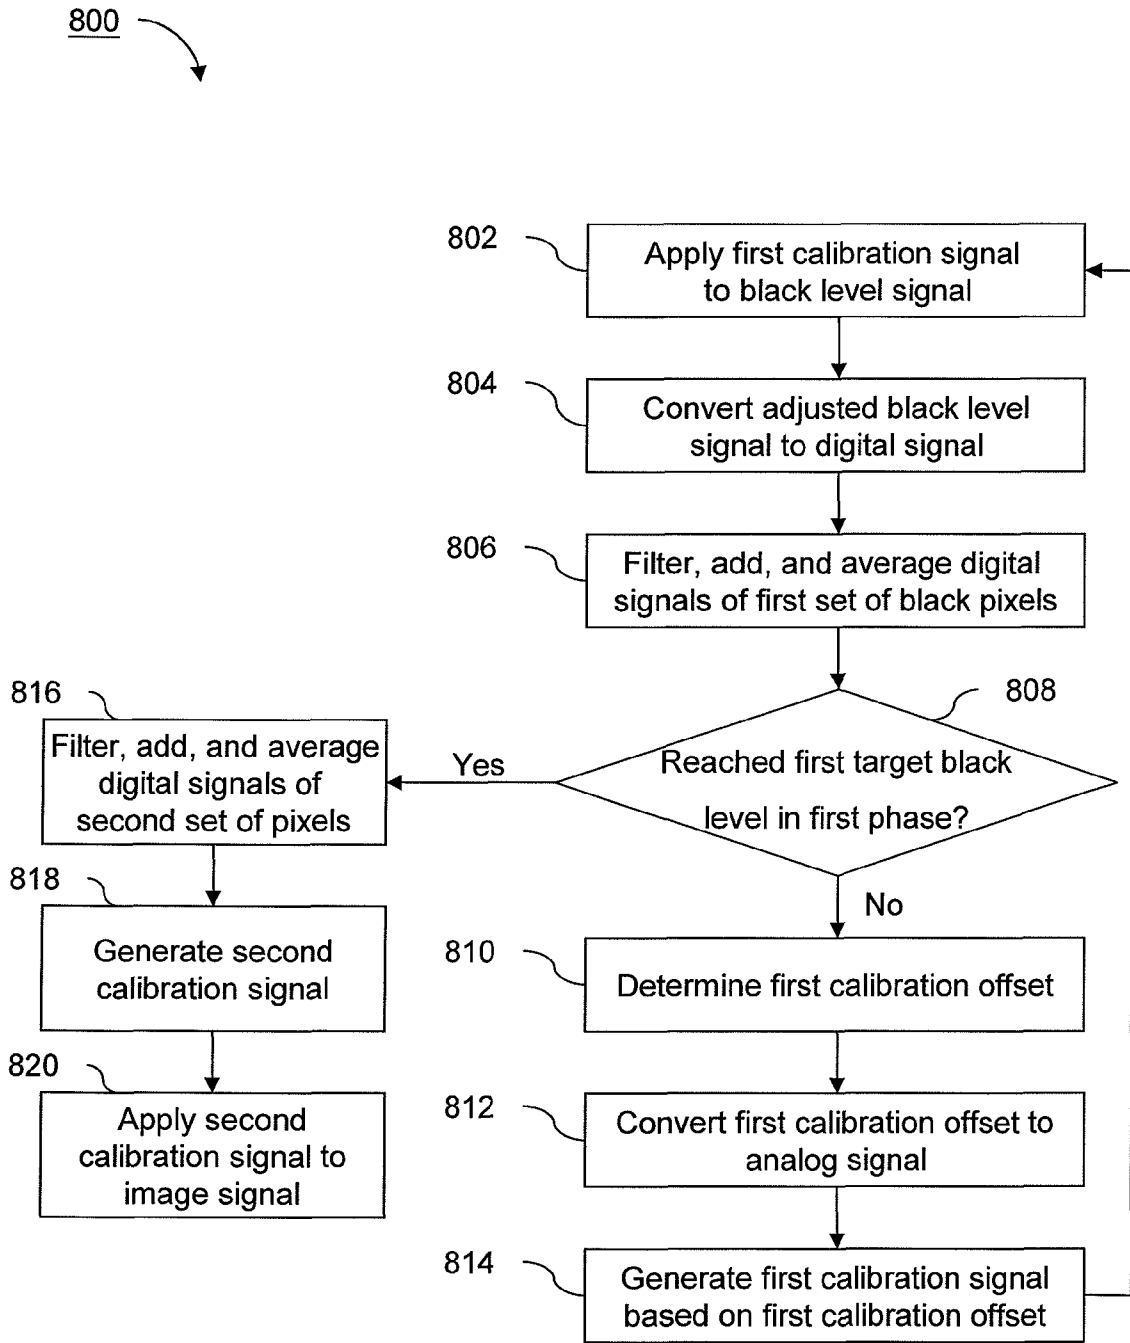 800
802
Apply first calibration signal
to black level signal
804
Convert adjusted black level
signal to digital signal
806
Filter, add, and average digital
signals of first set of black pixels
808
Reached first target black
level in first phase?
Yes
No
816
Filter, add, and average
digital signals of
second set of pixels
818
Generate second
calibration signal
820
Apply second
calibration signal to
image signal
810
Determine first calibration offset
812
Convert first calibration offset to
analog signal
814
Generate first calibration signal
based on first calibration offset